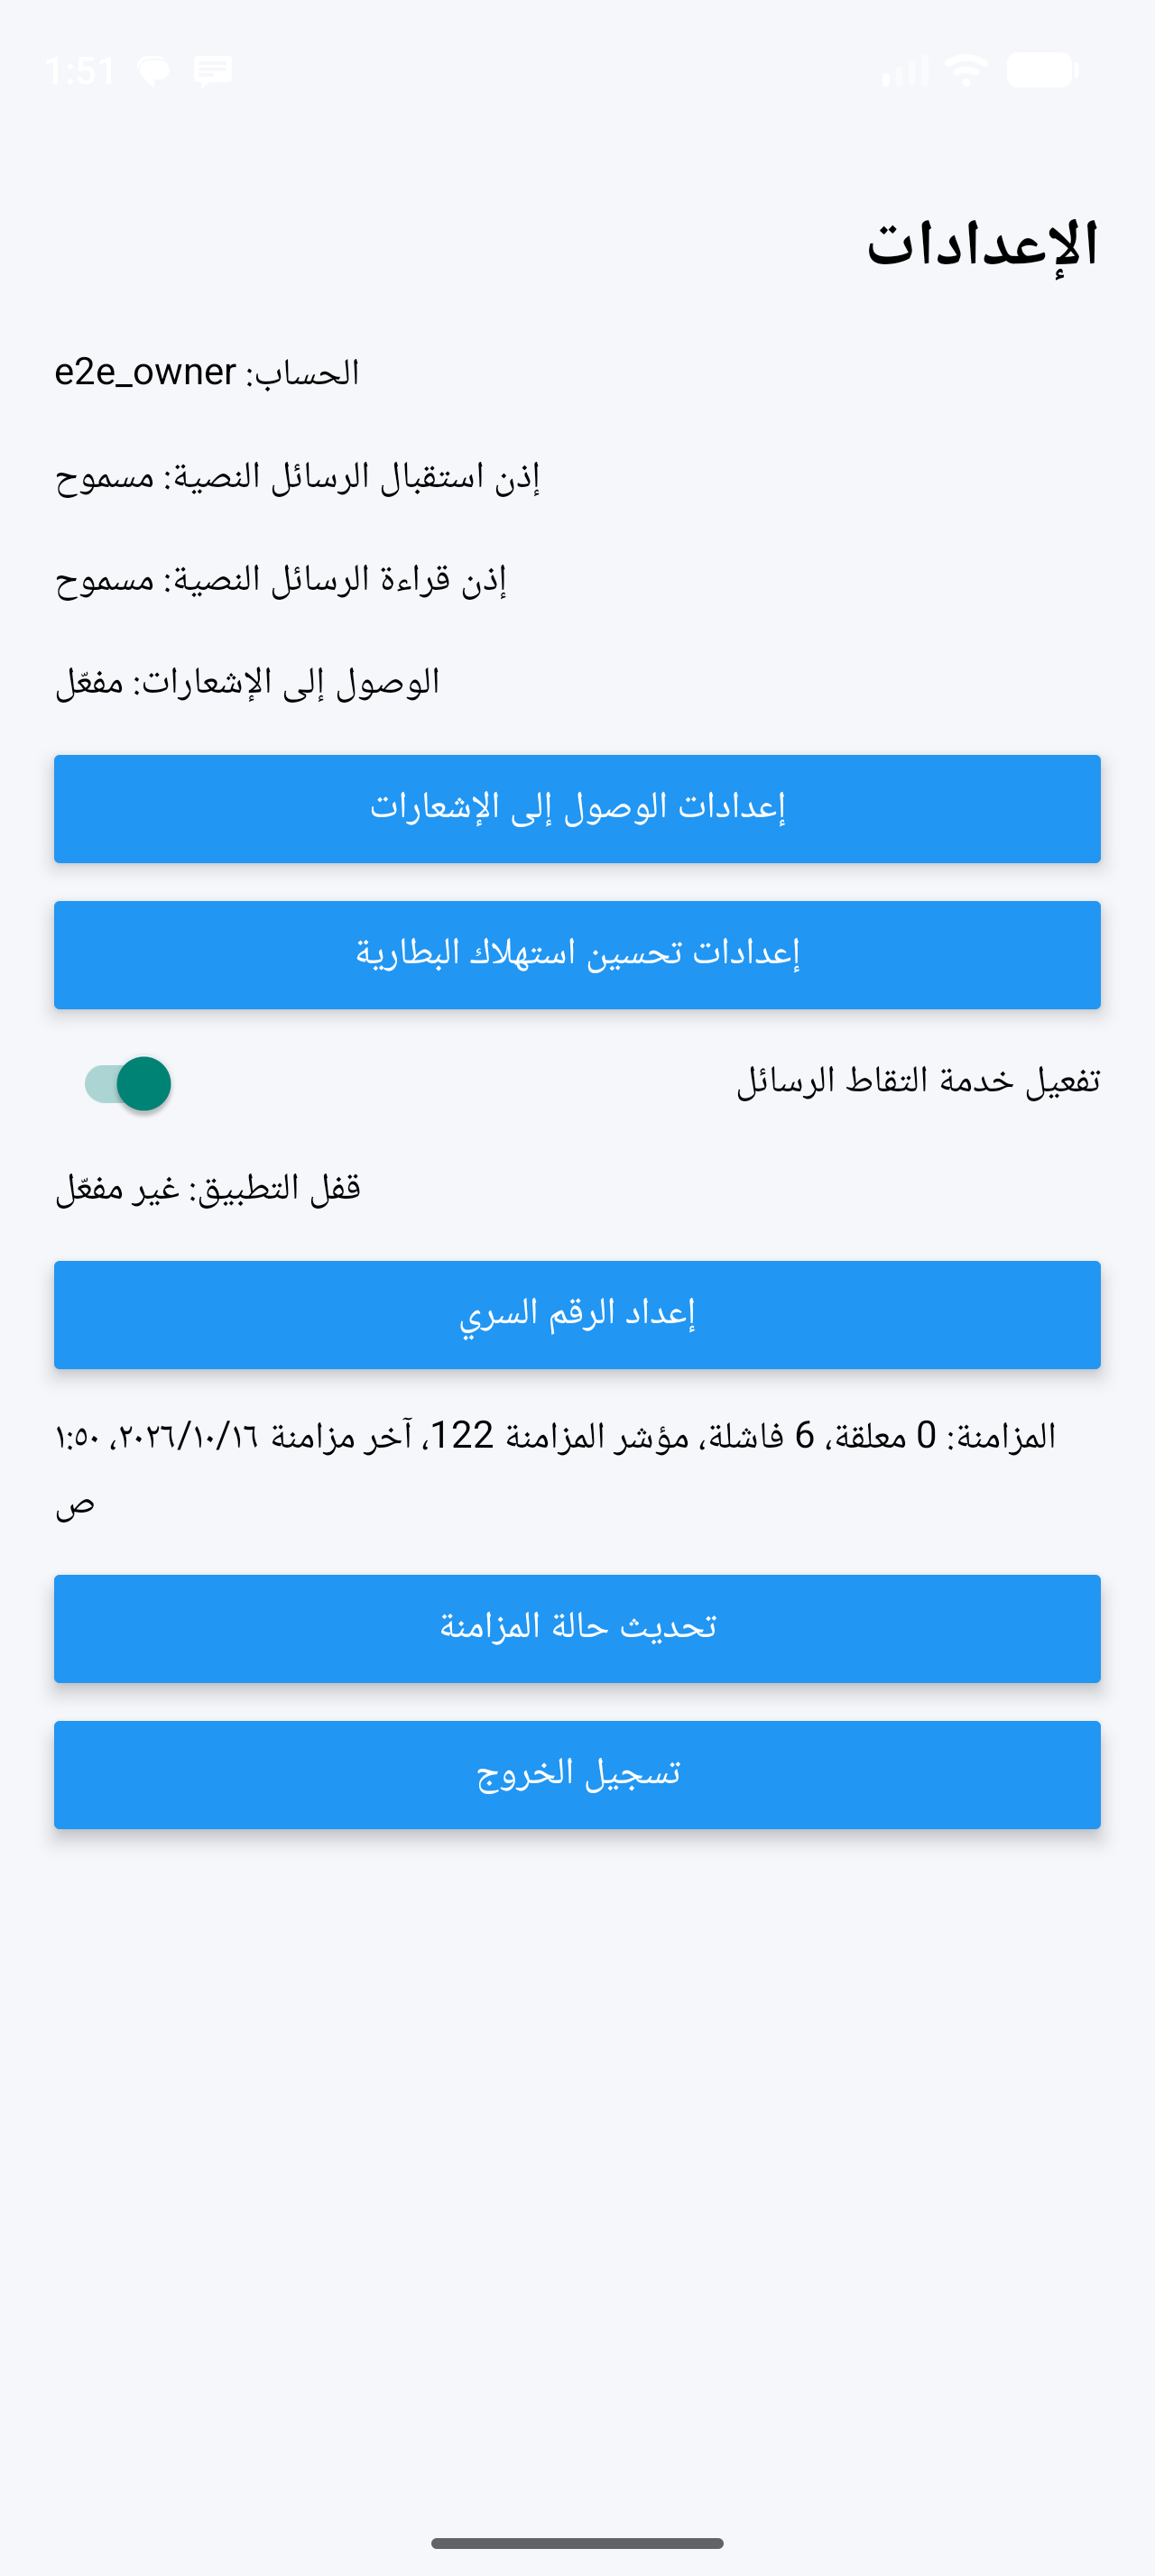 1:51
الإعدادات
الحساب: e2e_owner
إذن استقبال الرسائل النصية: مسموح
إذن قراءة الرسائل النصية: مسموح
الوصول إلى الإشعارات: مفعّل
إعدادات الوصول إلى الإشعارات
إعدادات تحسين استهلاك البطارية
تفعيل خدمة التقاط الرسائل
قفل التطبيق: غير مفعّل
إعداد الرقم السري
المزامنة: 0 معلقة، 6 فاشلة، مؤشر المزامنة 122، آخر مزامنة ١٦‏/١٠‏/٢٠٢٦، ١:٥٠
ص
تحديث حالة المزامنة
تسجيل الخروج